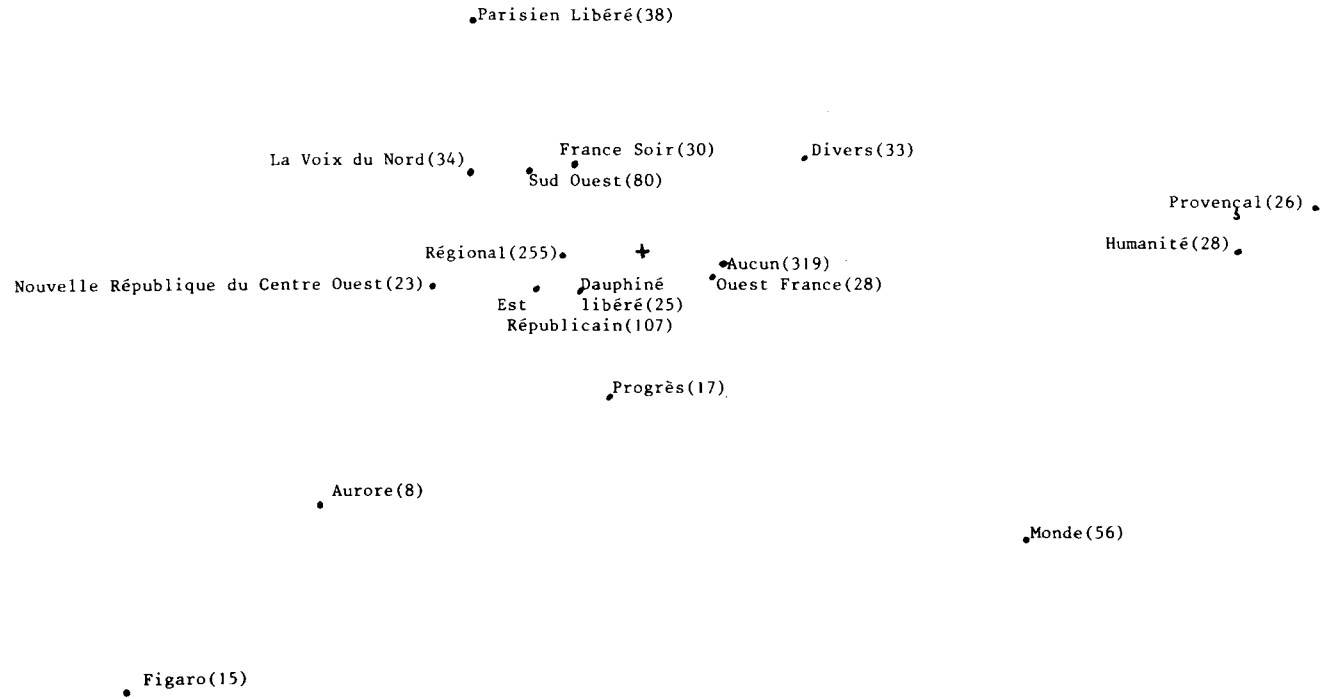 Parisien Libéré(38)
France Soir(30)
Divers(33)
La Voix du Nord(34)
Sud Ouest(80)
Provençal(26)
Humanité(28)
Régional(255)
Aucun(319)
Nouvelle République du Centre Ouest(23)
Dauphiné
libéré(25)
Ouest France(28)
Est
Républicain(107)
Progrès(17)
Aurore(8)
Monde(56)
Figaro(15)